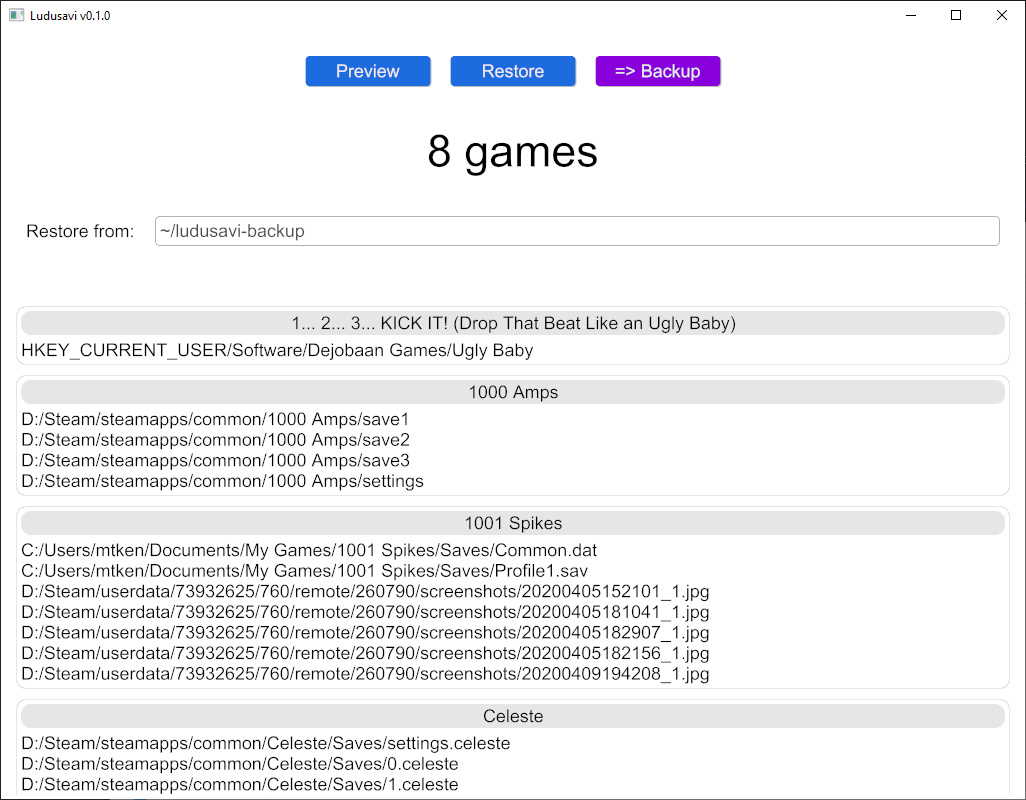 Ludusavi v0.1.0
Preview
Restore
=> Backup
8 games
Restore from:
~/ludusavi-backup
1... 2... 3... KICK IT! (Drop That Beat Like an Ugly Baby)
HKEY_CURRENT_USER/Software/Dejobaan Games/Ugly Baby
1000 Amps
D:/Steam/steamapps/common/1000 Amps/save1
D:/Steam/steamapps/common/1000 Amps/save2
D:/Steam/steamapps/common/1000 Amps/save3
D:/Steam/steamapps/common/1000 Amps/settings
1001 Spikes
C:/Users/mtken/Documents/My Games/1001 Spikes/Saves/Common.dat
C:/Users/mtken/Documents/My Games/1001 Spikes/Saves/Profile1.sav
D:/Steam/userdata/73932625/760/remote/260790/screenshots/20200405152101_1.jpg
D:/Steam/userdata/73932625/760/remote/260790/screenshots/20200405181041_1.jpg
D:/Steam/userdata/73932625/760/remote/260790/screenshots/20200405182907_1.jpg
D:/Steam/userdata/73932625/760/remote/260790/screenshots/20200405182156_1.jpg
D:/Steam/userdata/73932625/760/remote/260790/screenshots/20200409194208_1.jpg
Celeste
D:/Steam/steamapps/common/Celeste/Saves/settings.celeste
D:/Steam/steamapps/common/Celeste/Saves/0.celeste
D:/Steam/steamapps/common/Celeste/Saves/1.celeste